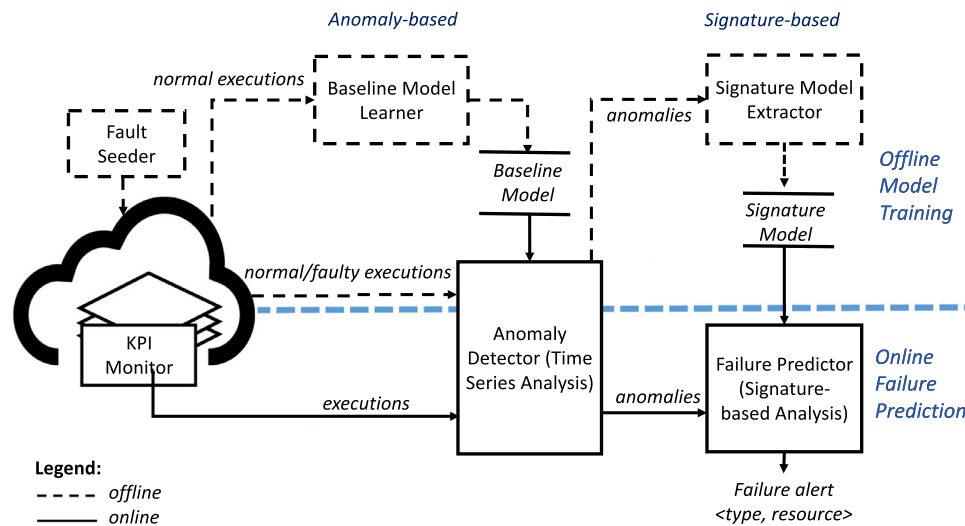 Anomaly-based
Signature-based
normal executions
Baseline Model
Learner
Signature Model
Extractor
anomalies
Fault
Seeder
Baseline
Model
Offline
Model
Training
Signature
Model
normal/faulty executions
KPI
Monitor
Anomaly
Detector (Time
Series Analysis)
Failure Predictor
(Signature-
based Analysis)
Online
Failure
Prediction
executions
anomalies
Legend:
offline
online
Failure alert
<type, resource>